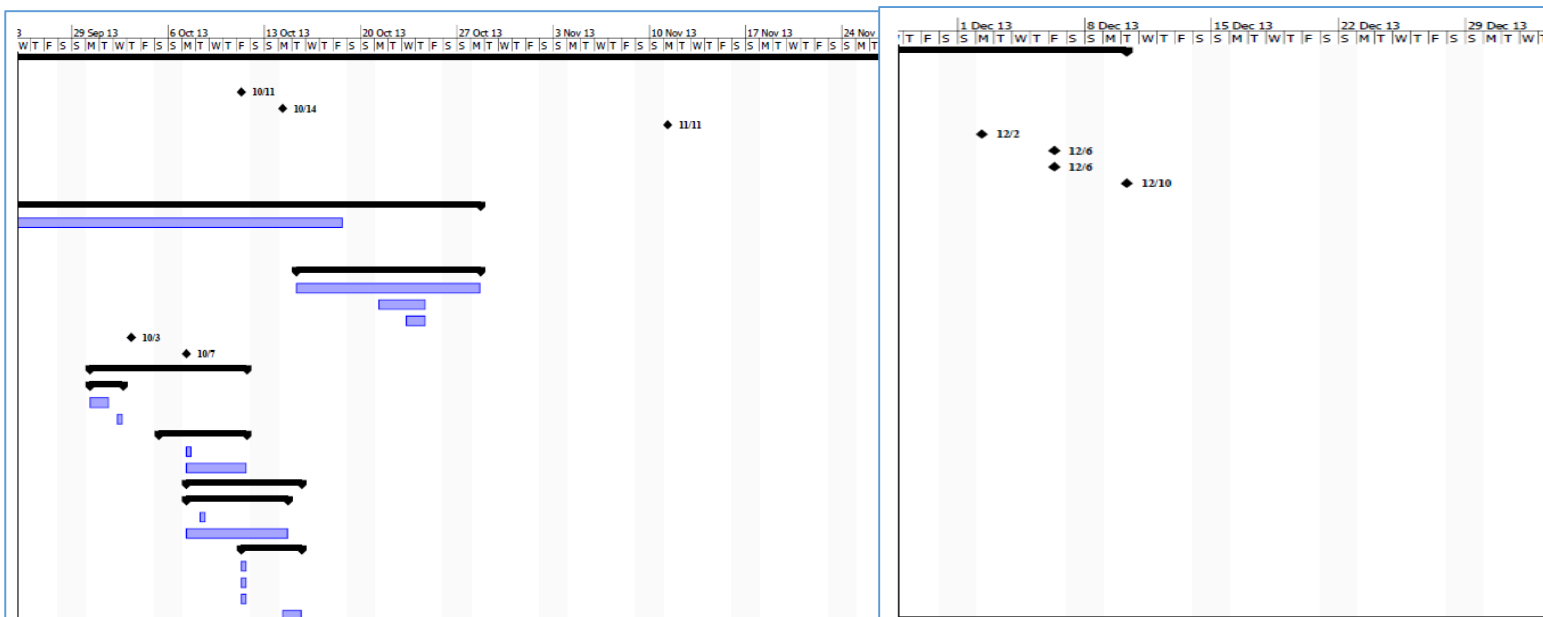 3 29 Sep 13 6 Oct 13 13 Oct 13 20 Oct 13 27 Oct 13 3 Nov 13 10 Nov 13 17 Nov 13 24 Nov
W T F S S M T W T F S S M T W T F S S M T W T F S S M T W T F S S M T W T F S S M T W T F S S M T W T F S S M T W T F S S M T
10/11
10/14
11/11
10/3
10/7
1 Dec 13 8 Dec 13 15 Dec 13 22 Dec 13 29 Dec 13
T F S S M T W T F S S M T W T F S S M T W T F S S M T W T F S S M T W
12/2
12/6
12/6
12/10